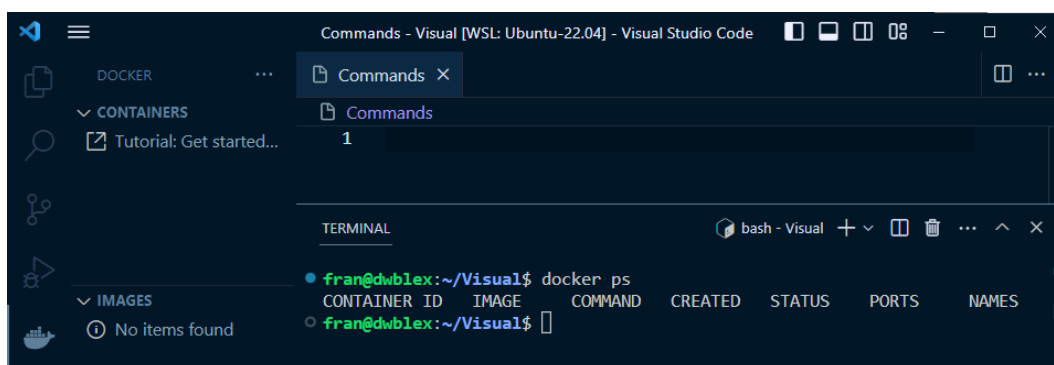 Commands - Visual [WSL: Ubuntu-22.04] - Visual Studio Code
DOCKER
CONTAINERS
Tutorial: Get started...
IMAGES
No items found
Commands
Commands
1
TERMINAL
bash - Visual
fran@dwblex:~/Visual$ docker ps
CONTAINER ID IMAGE COMMAND CREATED STATUS PORTS NAMES
fran@dwblex:~/Visual$